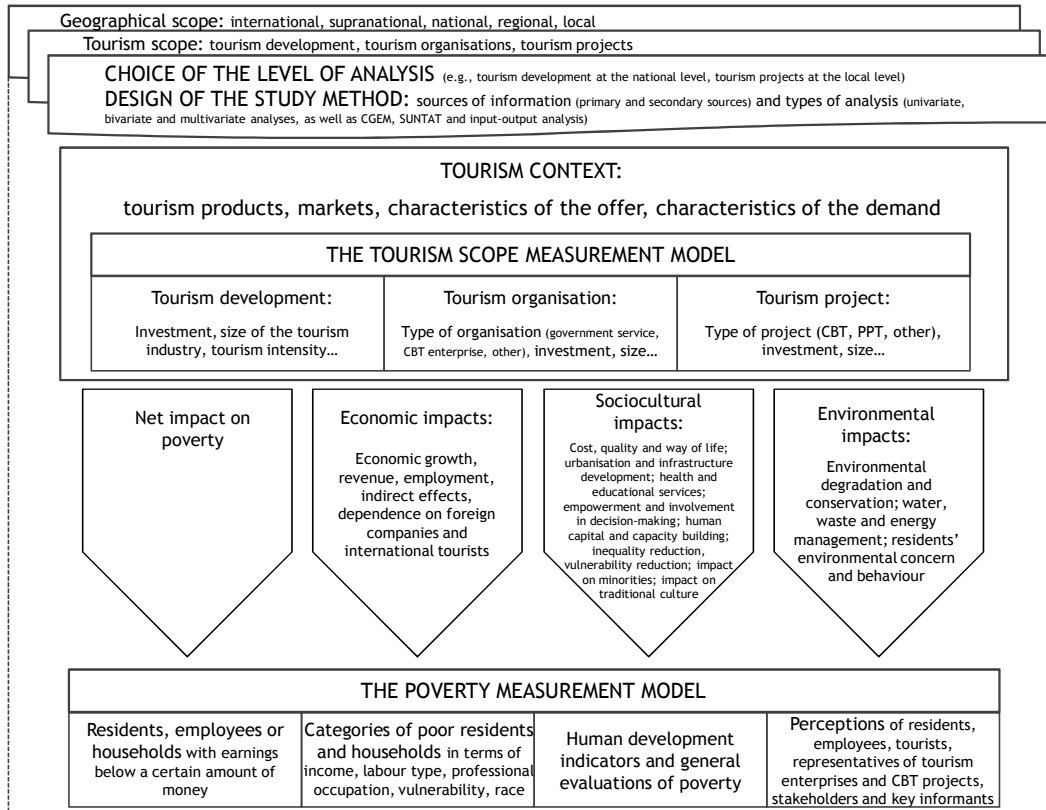 Geographical scope: international, supranational, national, regional, local
Tourism scope: tourism development, tourism organisations, tourism projects
CHOICE OF THE LEVEL OF ANALYSIS (e.g., tourism development at the national level, tourism projects at the local level)
DESIGN OF THE STUDY METHOD: sources of information (primary and secondary sources) and types of analysis (univariate,
bivariate and multivariate analyses, as well as CGEM, SUNTAT and input-output analysis)
TOURISM CONTEXT:
tourism products, markets, characteristics of the offer, characteristics of the demand
THE TOURISM SCOPE MEASUREMENT MODEL
Tourism development:
Investment, size of the tourism
industry, tourism intensity…
Tourism organisation:
Type of organisation (government service,
CBT enterprise, other), investment, size…
Tourism project:
Type of project (CBT, PPT, other),
investment, size…
Net impact on
poverty
Economic impacts:
Economic growth,
revenue, employment,
indirect effects,
dependence on foreign
companies and
international tourists
Sociocultural
impacts:
Cost, quality and way of life;
urbanisation and infrastructure
development; health and
educational services;
empowerment and involvement
in decision-making; human
capital and capacity building;
inequality reduction,
vulnerability reduction; impact
on minorities; impact on
traditional culture
Environmental
impacts:
Environmental
degradation and
conservation; water,
waste and energy
management; residents’
environmental concern
and behaviour
THE POVERTY MEASUREMENT MODEL
Residents, employees or
households with earnings
below a certain amount of
money
Categories of poor residents
and households in terms of
income, labour type, professional
occupation, vulnerability, race
Human development
indicators and general
evaluations of poverty
Perceptions of residents,
employees, tourists,
representatives of tourism
enterprises and CBT projects,
stakeholders and key informants